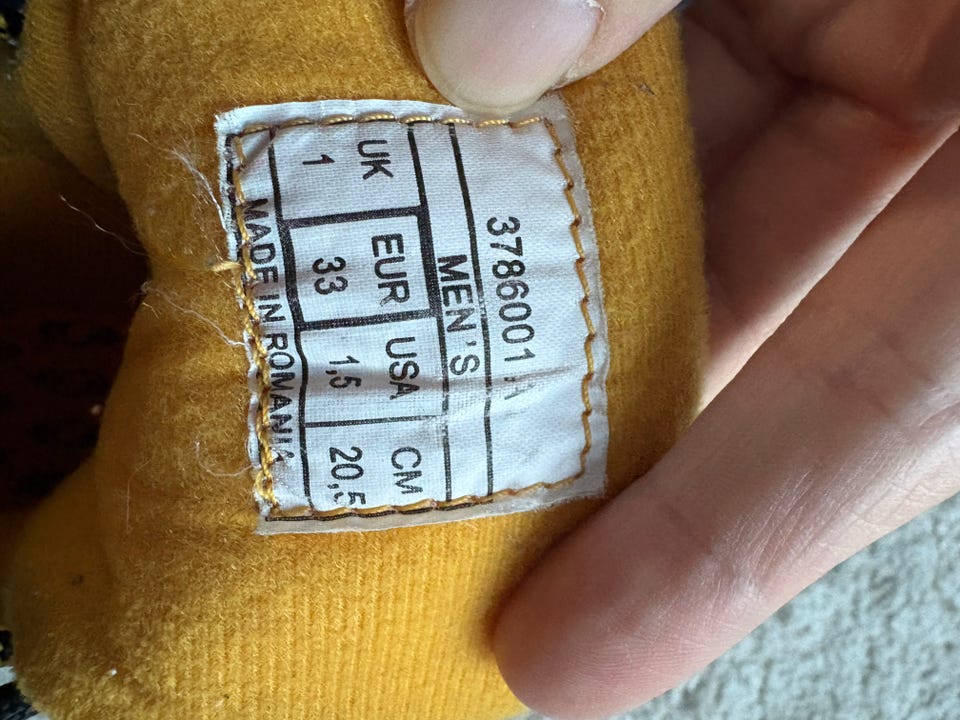 3786001 A
MEN'S
UK EUR USA CM
1 33 1,5 20,5
MADE IN ROMANIA